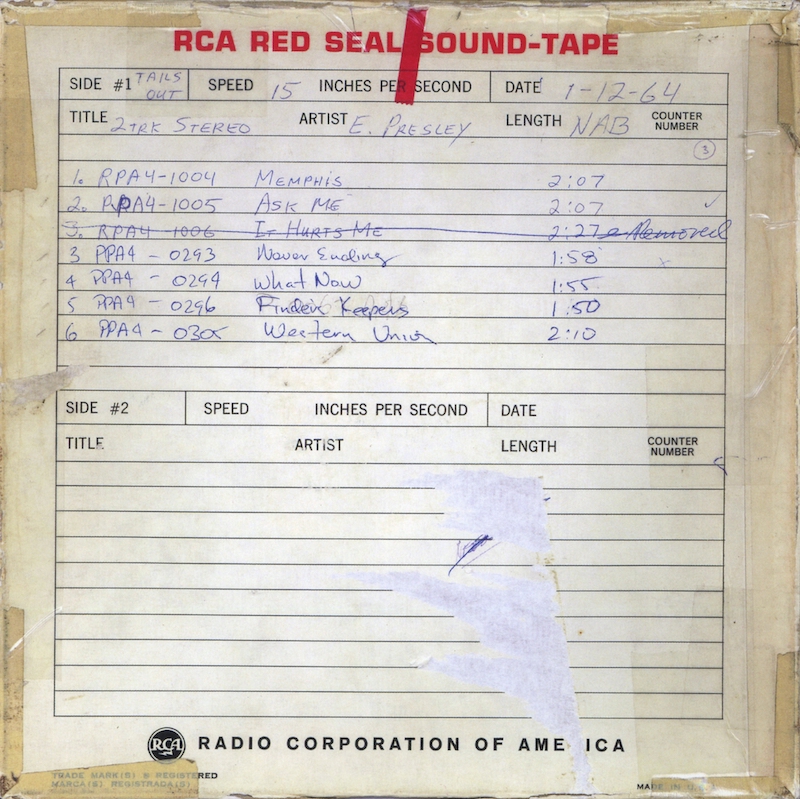 RCA RED SEAL SOUND-TAPE
SIDE #1 TAILS OUT SPEED 15 INCHES PER SECOND DATE 1-12-64
TITLE 2TRK STEREO ARTIST E. PRESLEY LENGTH NAB COUNTER NUMBER
3
1. RPA4-1004 MEMPHIS 2:07
2. RPA4-1005 ASK ME 2:07 ✓
3. RPA4-1006 IT HURTS ME 2:27 Removed
3 PPA4 - 0293 Never Ending 1:58 x
4 PPA4 - 0294 What Now 1:55
5 PPA4 - 0296 Finders Keepers 1:50
6 PPA4 - 0305 Western Union 2:10
SIDE #2 SPEED INCHES PER SECOND DATE
TITLE ARTIST LENGTH COUNTER NUMBER
RCA RADIO CORPORATION OF AME ICA
TRADE MARK(S) ® REGISTERED
MARCA(S) REGISTRADA(S)
MADE IN U.S.